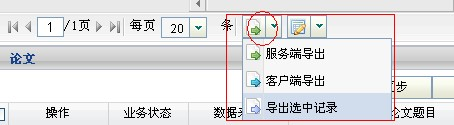 1 /1页 每页 20 条
服务端导出
论文
客户端导出
步
导出选中记录
操作 业务状态 数据来 论文题目